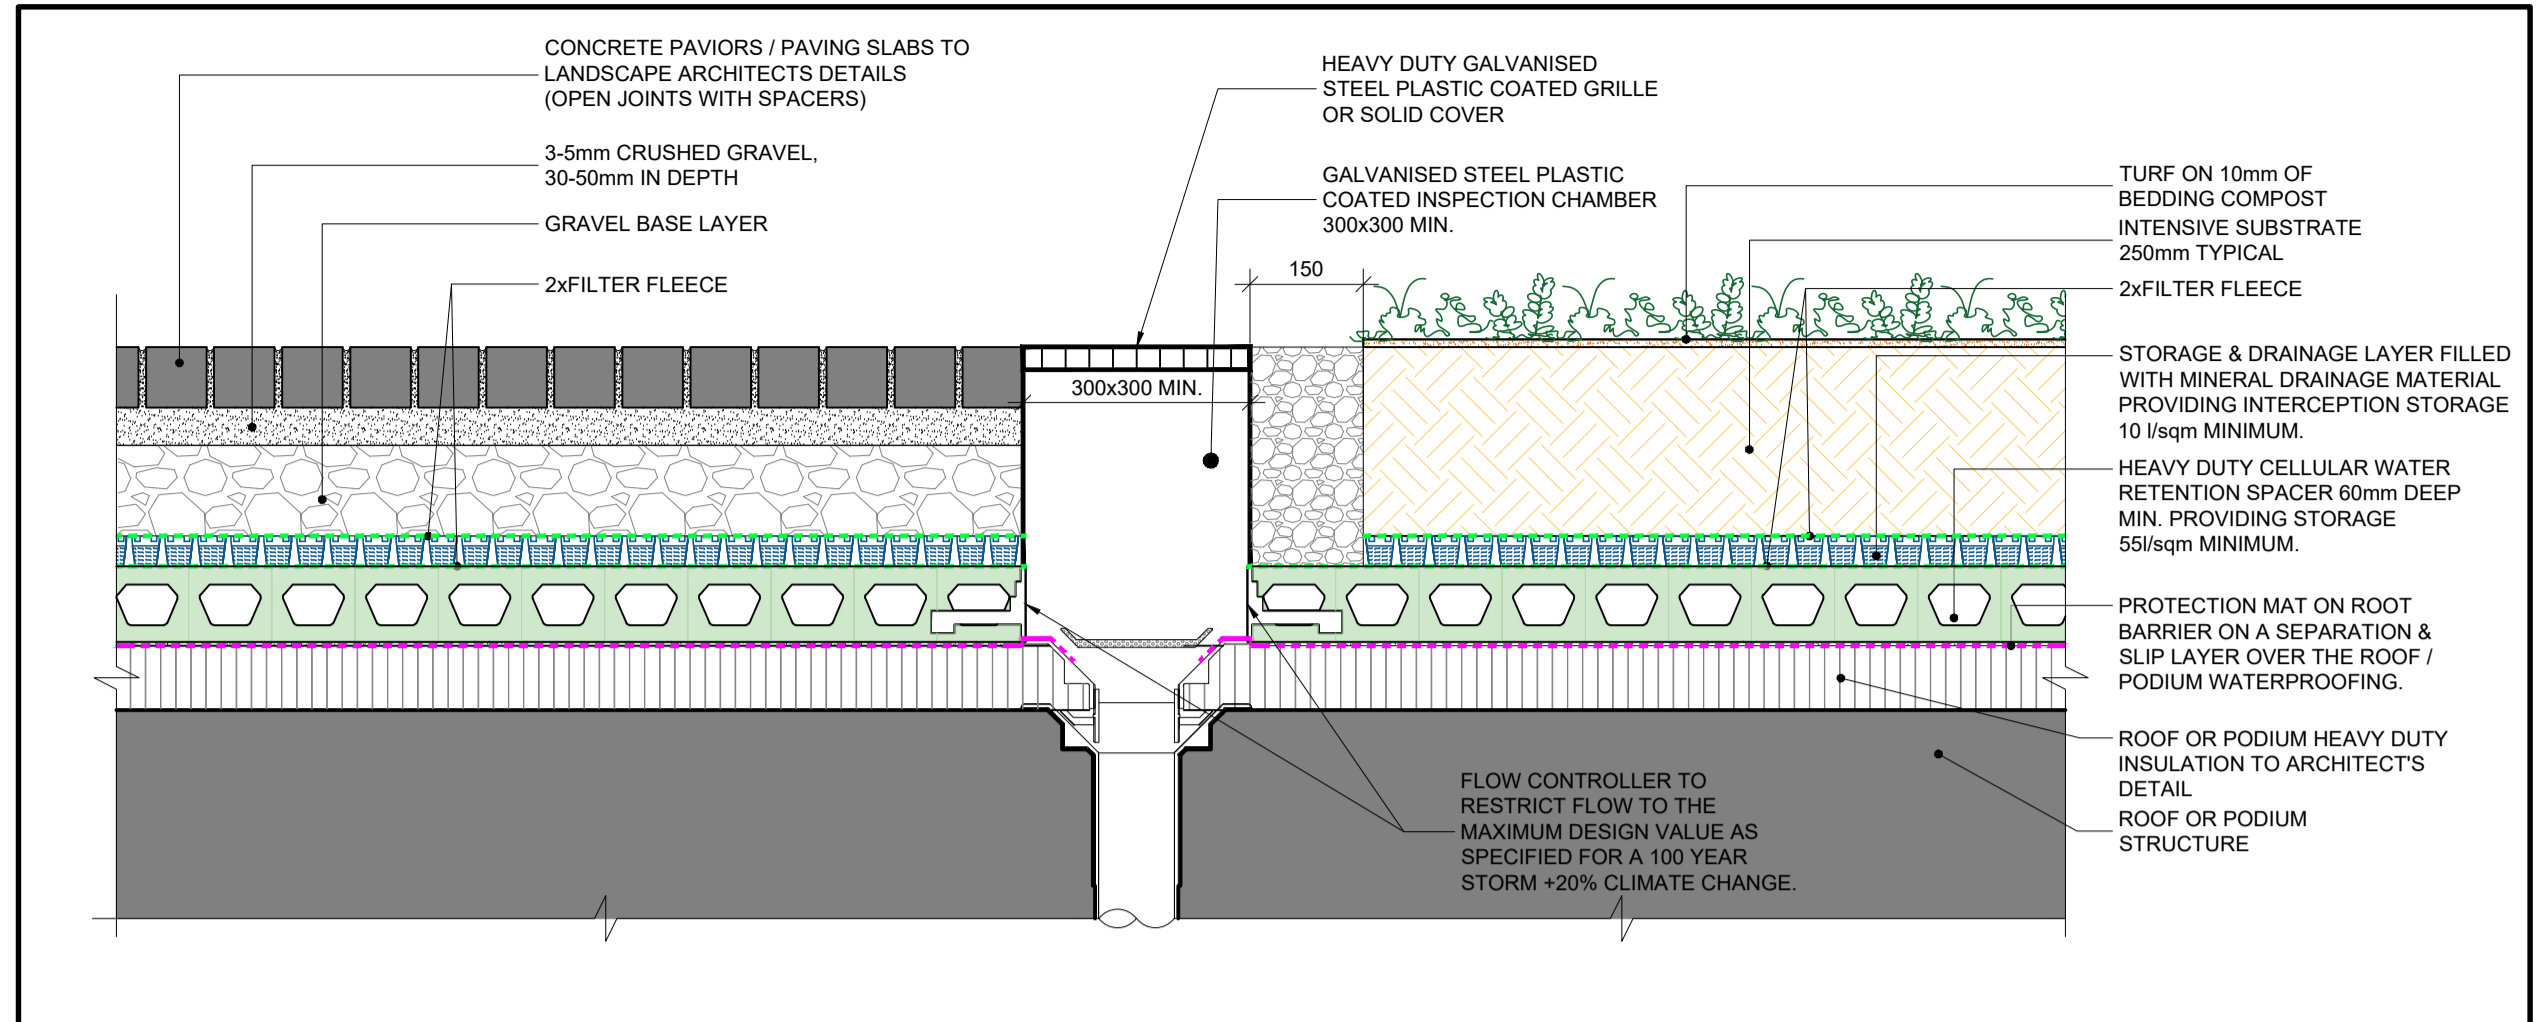 CONCRETE PAVIORS / PAVING SLABS TO
LANDSCAPE ARCHITECTS DETAILS
(OPEN JOINTS WITH SPACERS)
3-5mm CRUSHED GRAVEL,
30-50mm IN DEPTH
GRAVEL BASE LAYER
2xFILTER FLEECE
HEAVY DUTY GALVANISED
STEEL PLASTIC COATED GRILLE
OR SOLID COVER
GALVANISED STEEL PLASTIC
COATED INSPECTION CHAMBER
300x300 MIN.
150
300x300 MIN.
TURF ON 10mm OF
BEDDING COMPOST
INTENSIVE SUBSTRATE
250mm TYPICAL
2xFILTER FLEECE
STORAGE & DRAINAGE LAYER FILLED
WITH MINERAL DRAINAGE MATERIAL
PROVIDING INTERCEPTION STORAGE
10 l/sqm MINIMUM.
HEAVY DUTY CELLULAR WATER
RETENTION SPACER 60mm DEEP
MIN. PROVIDING STORAGE
55l/sqm MINIMUM.
PROTECTION MAT ON ROOT
BARRIER ON A SEPARATION &
SLIP LAYER OVER THE ROOF /
PODIUM WATERPROOFING.
ROOF OR PODIUM HEAVY DUTY
INSULATION TO ARCHITECT'S
DETAIL
ROOF OR PODIUM
STRUCTURE
FLOW CONTROLLER TO
RESTRICT FLOW TO THE
MAXIMUM DESIGN VALUE AS
SPECIFIED FOR A 100 YEAR
STORM +20% CLIMATE CHANGE.